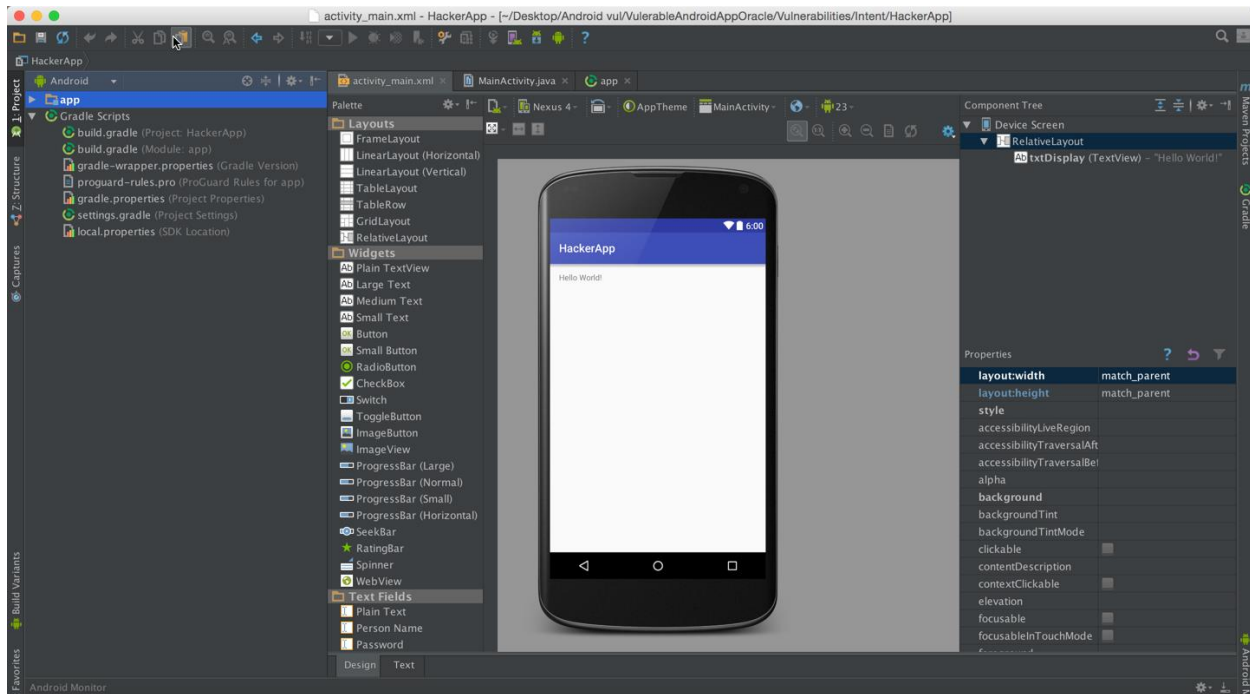 activity_main.xml - HackerApp - [~/Desktop/Android vul/VulerableAndroidAppOracle/Vulnerabilities/Intent/HackerApp]
HackerApp
1: Project
Z: Structure
Captures
Build Variants
Favorites
Android
app
Gradle Scripts
build.gradle (Project: HackerApp)
build.gradle (Module: app)
gradle-wrapper.properties (Gradle Version)
proguard-rules.pro (ProGuard Rules for app)
gradle.properties (Project Properties)
settings.gradle (Project Settings)
local.properties (SDK Location)
activity_main.xml
MainActivity.java
app
Palette
Layouts
FrameLayout
LinearLayout (Horizontal)
LinearLayout (Vertical)
TableLayout
TableRow
GridLayout
RelativeLayout
Widgets
Plain TextView
Large Text
Medium Text
Small Text
Button
Small Button
RadioButton
CheckBox
Switch
ToggleButton
ImageButton
ImageView
ProgressBar (Large)
ProgressBar (Normal)
ProgressBar (Small)
ProgressBar (Horizontal)
SeekBar
RatingBar
Spinner
WebView
Text Fields
Plain Text
Person Name
Password
Nexus 4
AppTheme
MainActivity
23
6:00
HackerApp
Hello World!
Design
Text
Component Tree
Device Screen
RelativeLayout
txtDisplay (TextView) - "Hello World!"
Properties
layout:width match_parent
layout:height match_parent
style
accessibilityLiveRegion
accessibilityTraversalAft
accessibilityTraversalBef
alpha
background
backgroundTint
backgroundTintMode
clickable
contentDescription
contextClickable
elevation
focusable
focusableInTouchMode
Maven Projects
Gradle
Android
Android Monitor